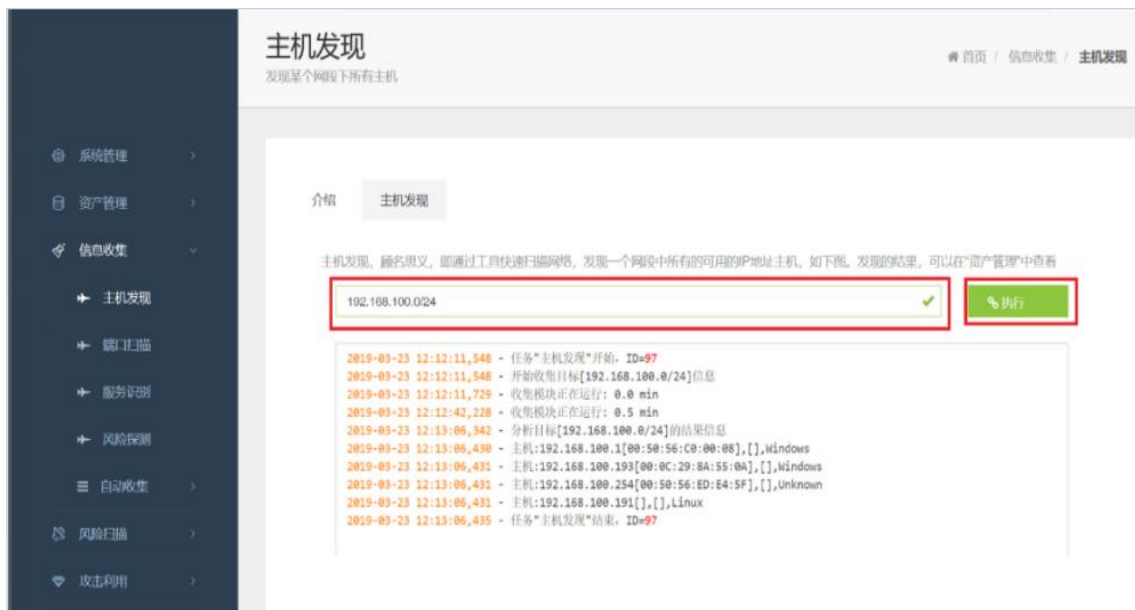 主机发现
发现某个网段下所有主机
首页 / 信息收集 / 主机发现
系统管理
资产管理
信息收集
主机发现
端口扫描
服务识别
风险探测
自动收集
风险扫描
攻击利用
介绍 主机发现
主机发现，顾名思义，即通过工具快速扫描网络，发现一个网段中所有的可用的IP地址主机，如下图。发现的结果，可以在“资产管理”中查看
192.168.100.0/24
执行
2019-03-23 12:12:11,548 - 任务"主机发现"开始，ID=97
2019-03-23 12:12:11,548 - 开始收集目标[192.168.100.0/24]信息
2019-03-23 12:12:11,729 - 收集模块正在运行: 0.0 min
2019-03-23 12:12:42,228 - 收集模块正在运行: 0.5 min
2019-03-23 12:13:06,342 - 分析目标[192.168.100.0/24]的结果信息
2019-03-23 12:13:06,430 - 主机:192.168.100.1[00:50:56:C0:00:08],[],Windows
2019-03-23 12:13:06,431 - 主机:192.168.100.193[00:0C:29:8A:55:0A],[],Windows
2019-03-23 12:13:06,431 - 主机:192.168.100.254[00:50:56:ED:E4:5F],[],Unknown
2019-03-23 12:13:06,431 - 主机:192.168.100.191[],[],Linux
2019-03-23 12:13:06,435 - 任务"主机发现"结束，ID=97